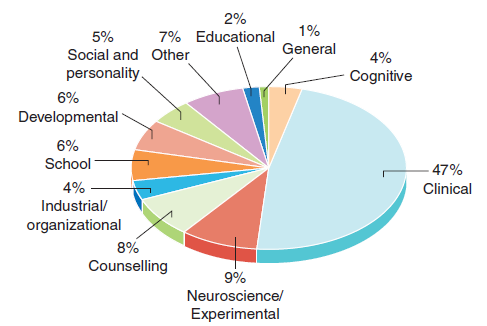 2%
Educational
1%
General
4%
Cognitive
47%
Clinical
9%
Neuroscience/
Experimental
8%
Counselling
4%
Industrial/
organizational
6%
School
6%
Developmental
5%
Social and
personality
7%
Other